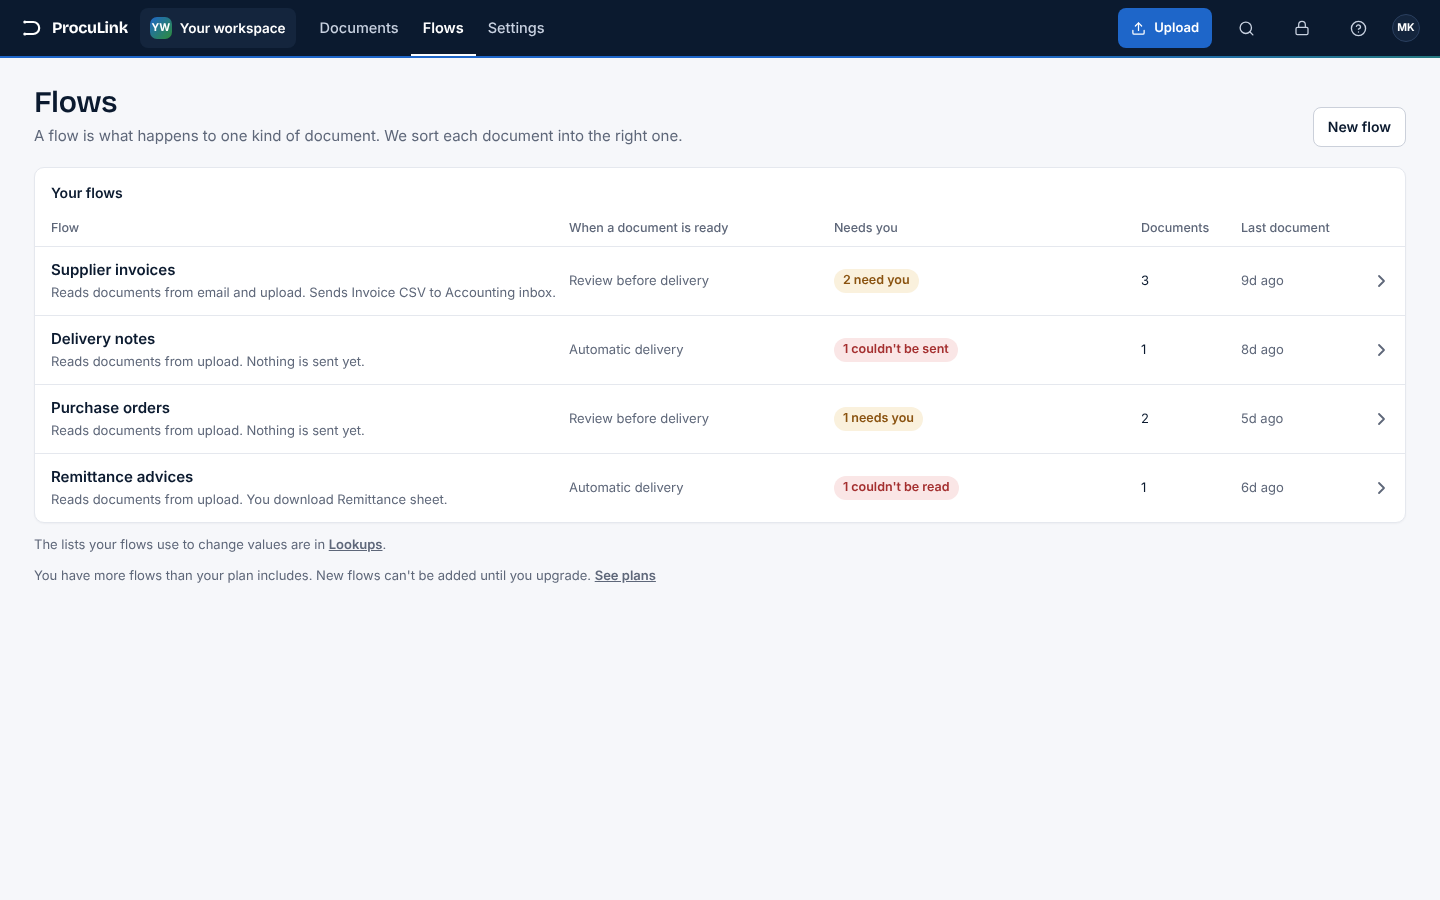 ProcuLink YW Your workspace Documents Flows Settings Upload MK
Flows
A flow is what happens to one kind of document. We sort each document into the right one.
New flow
Your flows
Flow When a document is ready Needs you Documents Last document
Supplier invoices
Reads documents from email and upload. Sends Invoice CSV to Accounting inbox. Review before delivery 2 need you 3 9d ago
Delivery notes
Reads documents from upload. Nothing is sent yet. Automatic delivery 1 couldn't be sent 1 8d ago
Purchase orders
Reads documents from upload. Nothing is sent yet. Review before delivery 1 needs you 2 5d ago
Remittance advices
Reads documents from upload. You download Remittance sheet. Automatic delivery 1 couldn't be read 1 6d ago
The lists your flows use to change values are in Lookups.
You have more flows than your plan includes. New flows can't be added until you upgrade. See plans